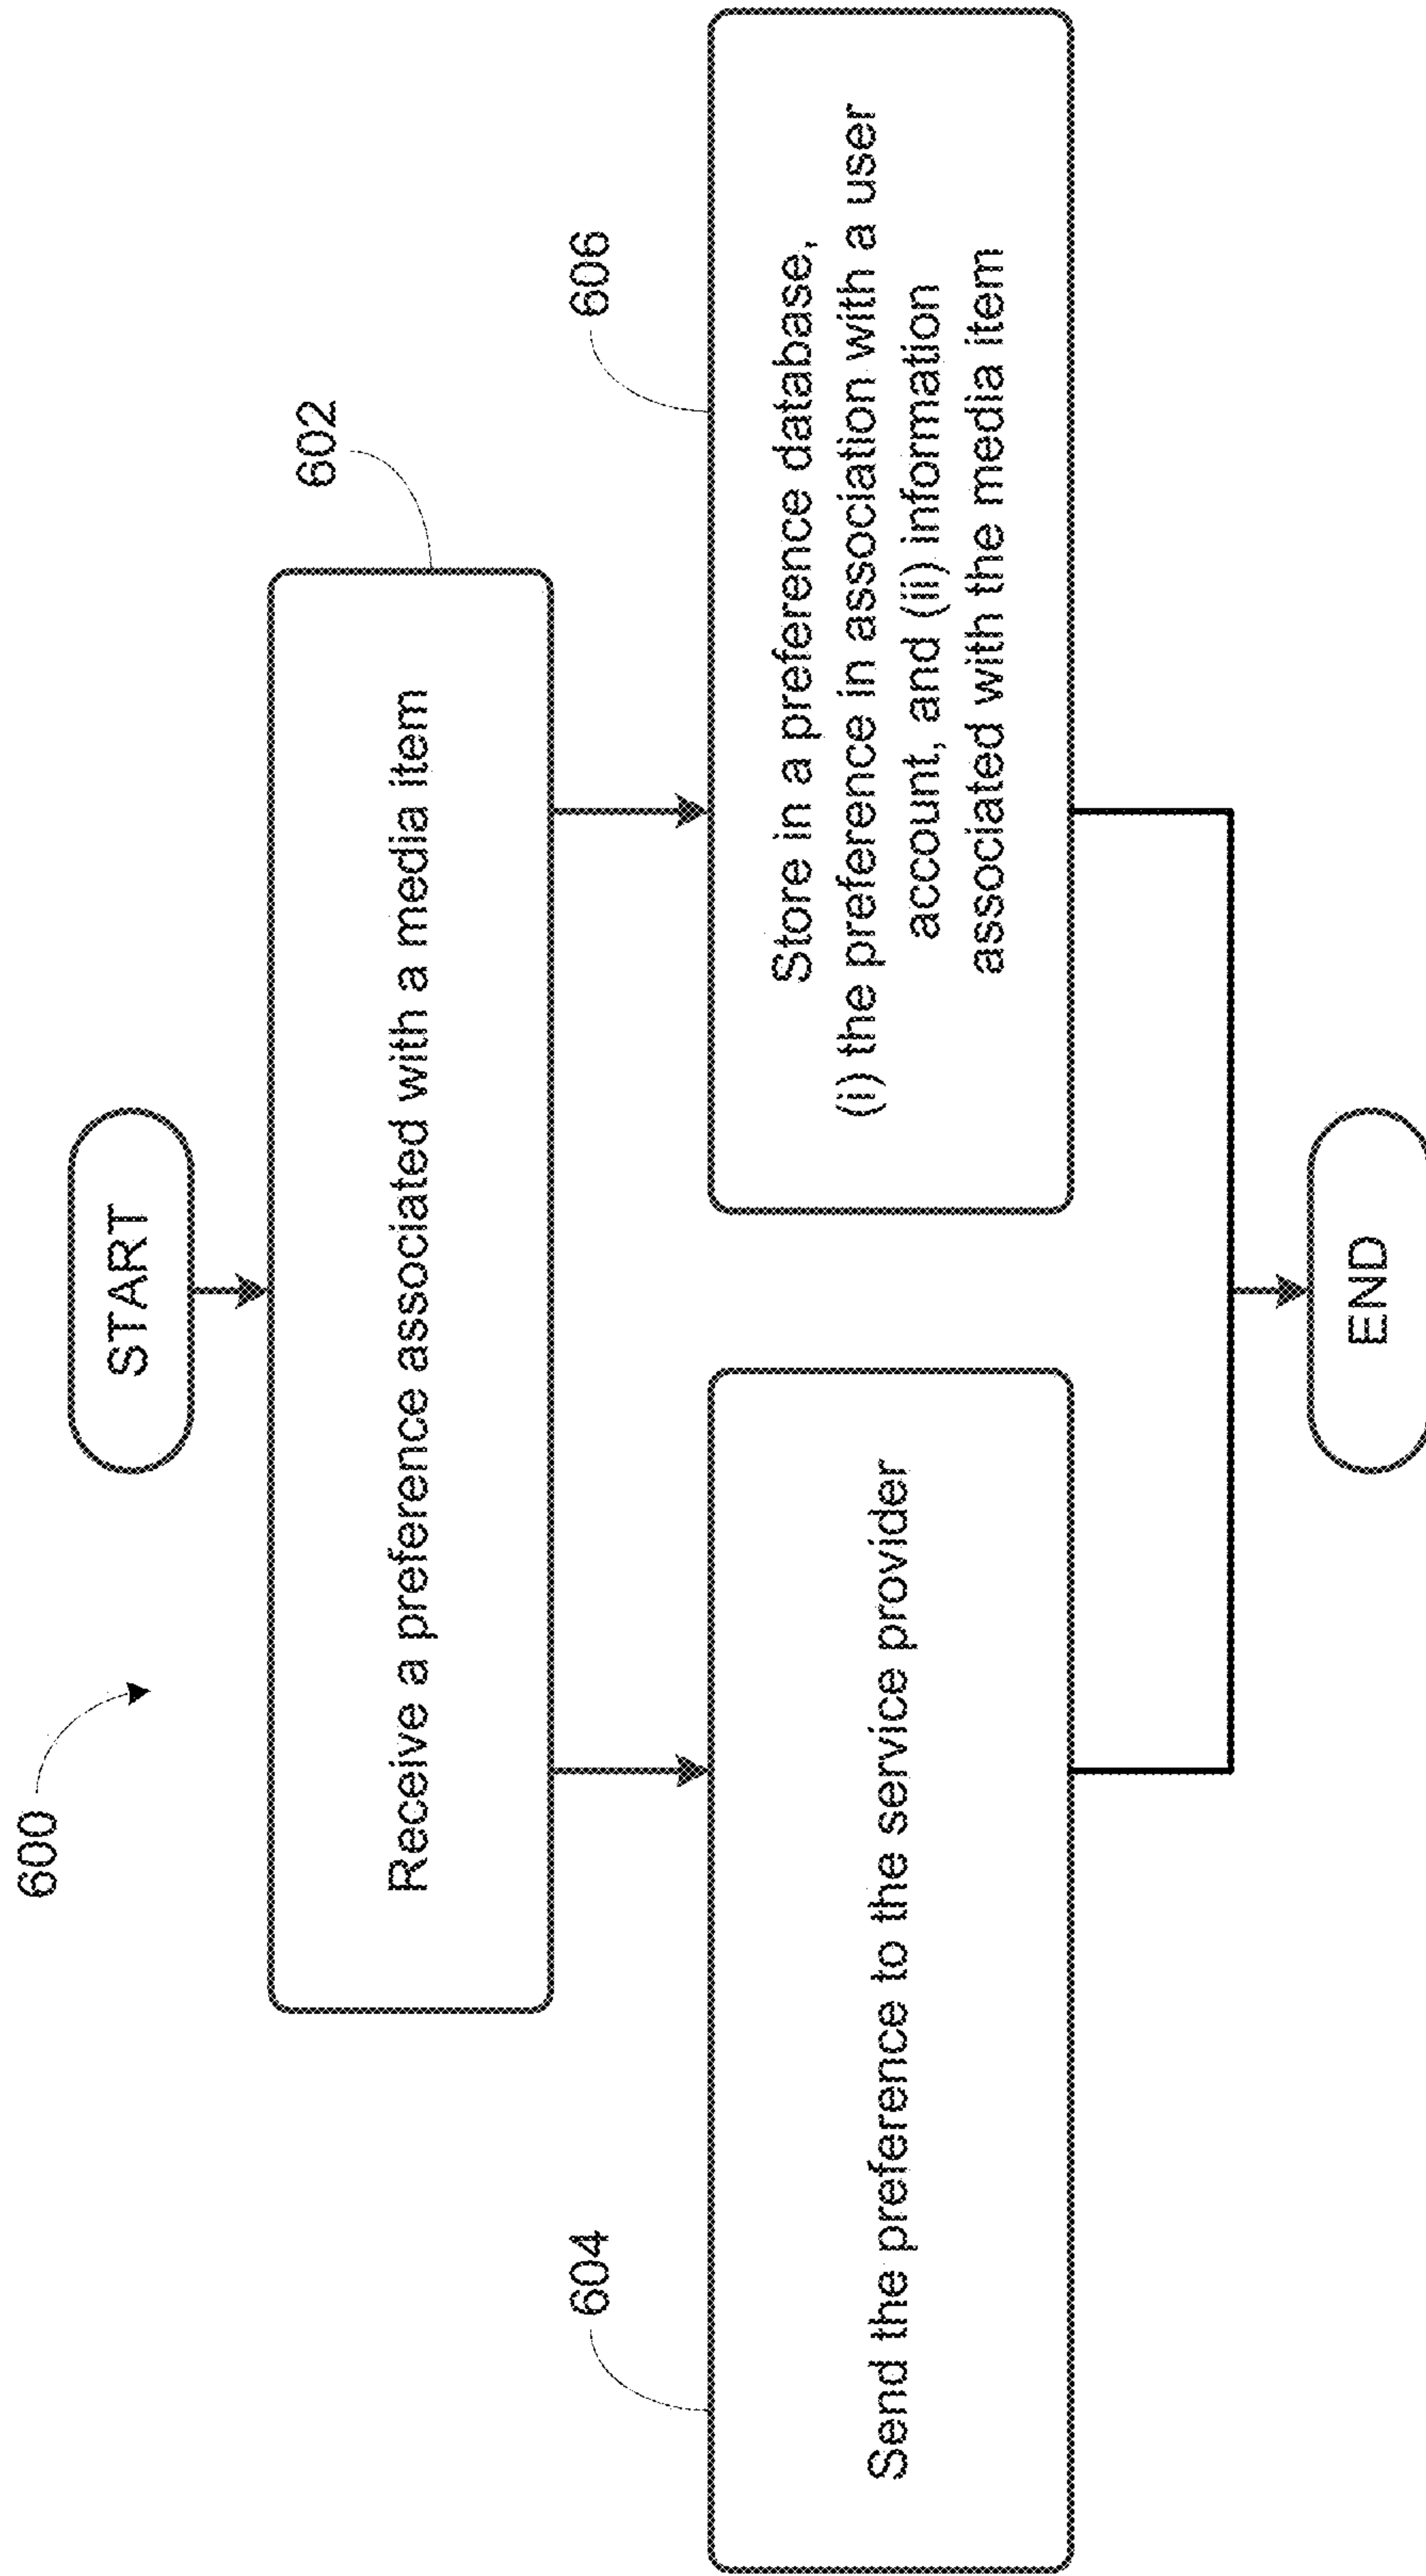 600
START
602
Receive a preference associated with a media item
604
606
Send the preference to the service provider
Store in a preference database,
(i) the preference in association with a user
account, and (ii) information
associated with the media item
END